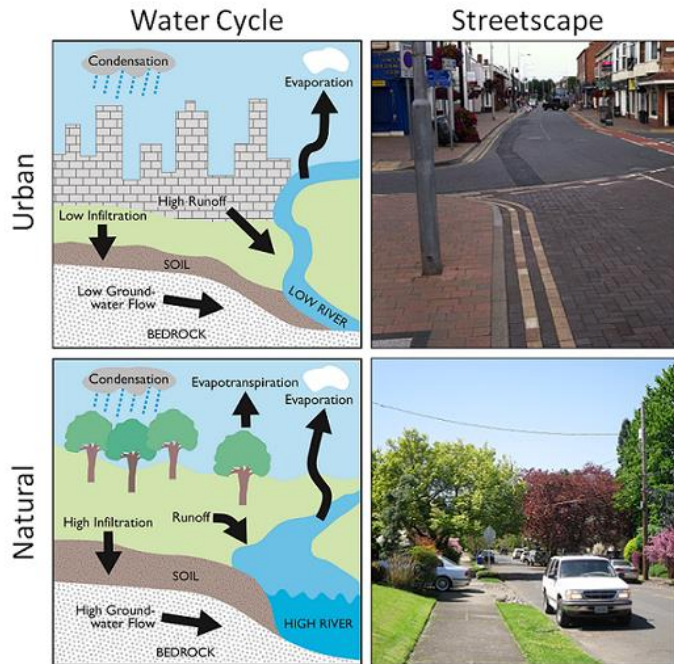 Water Cycle
Streetscape
Urban
Condensation
Evaporation
High Runoff
Low Infiltration
SOIL
Low Ground-
water Flow
LOW RIVER
BEDROCK
Natural
Condensation
Evapotranspiration
Evaporation
Runoff
High Infiltration
SOIL
High Ground-
water Flow
HIGH RIVER
BEDROCK